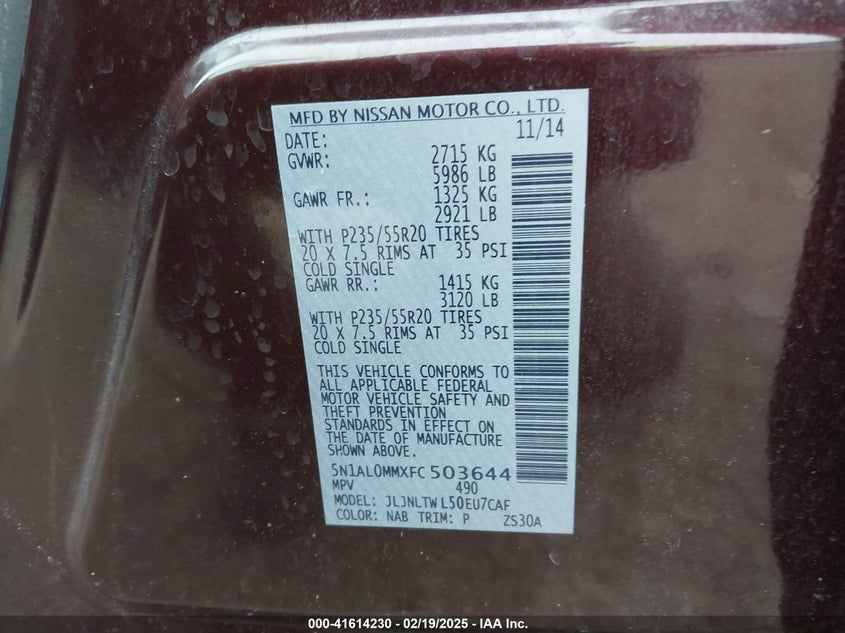 MFD BY NISSAN MOTOR CO., LTD.
DATE: 11/14
GVWR: 2715 KG
5986 LB
GAWR FR.: 1325 KG
2921 LB
WITH P235/55R20 TIRES
20 X 7.5 RIMS AT 35 PSI
COLD SINGLE
GAWR RR.: 1415 KG
3120 LB
WITH P235/55R20 TIRES
20 X 7.5 RIMS AT 35 PSI
COLD SINGLE
THIS VEHICLE CONFORMS TO
ALL APPLICABLE FEDERAL
MOTOR VEHICLE SAFETY AND
THEFT PREVENTION
STANDARDS IN EFFECT ON
THE DATE OF MANUFACTURE
SHOWN ABOVE.
5N1AL0MMXFC503644
MPV 490
MODEL: JLJNLTWL50EU7CAF
COLOR: NAB TRIM: P ZS30A
000-41614230 - 02/19/2025 - IAA Inc.